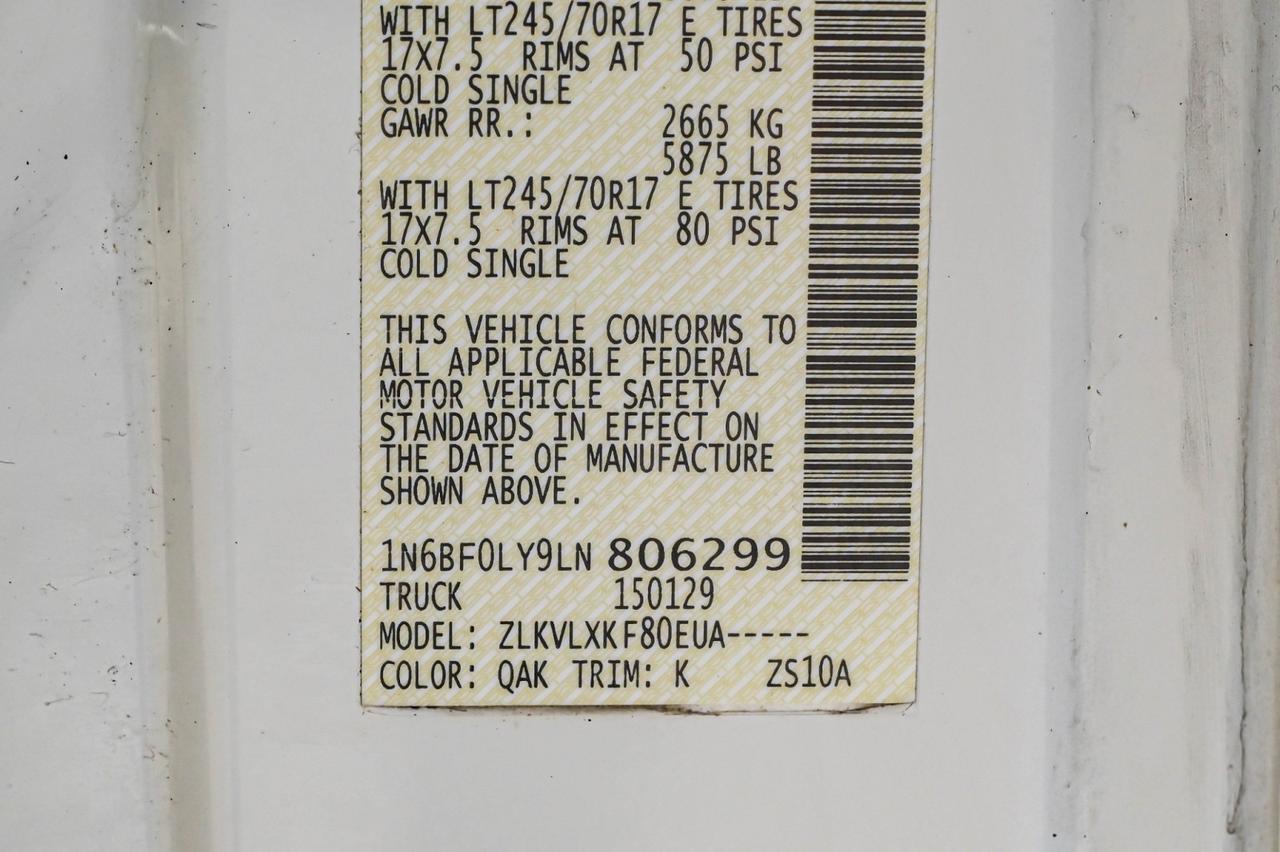 WITH LT245/70R17 E TIRES
17X7.5 RIMS AT 50 PSI
COLD SINGLE
GAWR RR.: 2665 KG
5875 LB
WITH LT245/70R17 E TIRES
17X7.5 RIMS AT 80 PSI
COLD SINGLE
THIS VEHICLE CONFORMS TO
ALL APPLICABLE FEDERAL
MOTOR VEHICLE SAFETY
STANDARDS IN EFFECT ON
THE DATE OF MANUFACTURE
SHOWN ABOVE.
1N6BF0LY9LN 806299
TRUCK 150129
MODEL: ZLKVLXKF80EUA-----
COLOR: QAK TRIM: K ZS10A